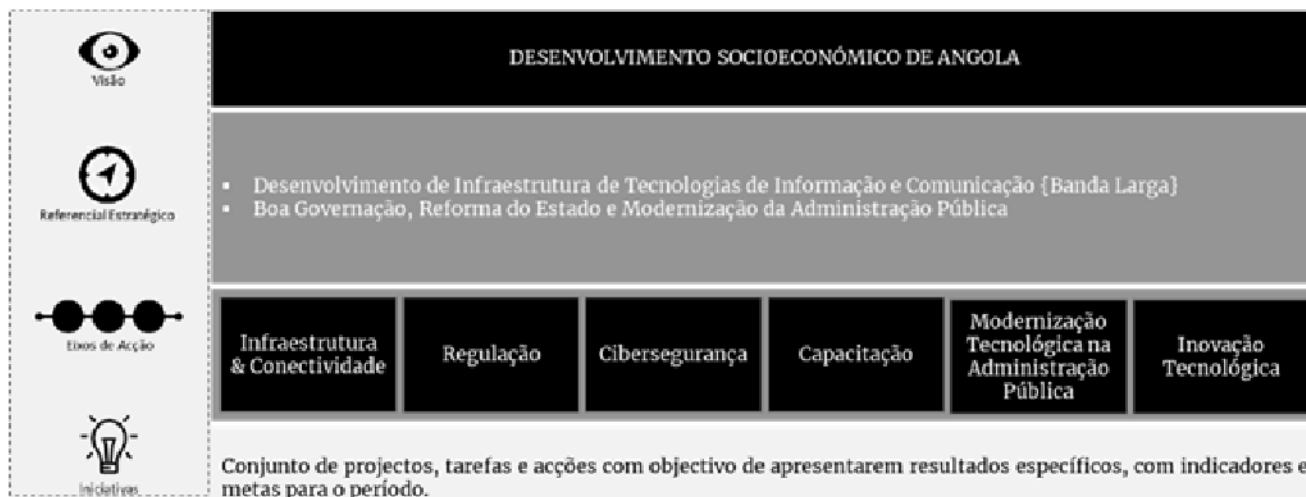 Visão
DESENVOLVIMENTO SOCIOECONÓMICO DE ANGOLA
Referencial Estratégico
▪ Desenvolvimento de Infraestrutura de Tecnologias de Informação e Comunicação {Banda Larga}
▪ Boa Governação, Reforma do Estado e Modernização da Administração Pública
Eixos de Acção
Infraestrutura
& Conectividade
Regulação
Cibersegurança
Capacitação
Modernização
Tecnológica na
Administração
Pública
Inovação
Tecnológica
Iniciativas
Conjunto de projectos, tarefas e acções com objectivo de apresentarem resultados específicos, com indicadores e
metas para o período.